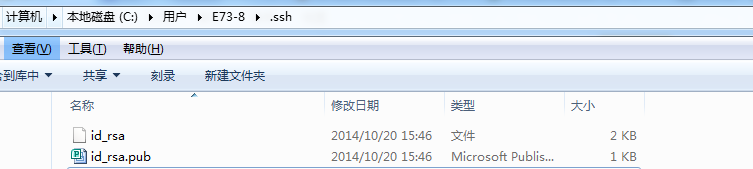 计算机 ▸ 本地磁盘 (C:) ▸ 用户 ▸ E73-8 ▸ .ssh
查看(V) 工具(T) 帮助(H)
含到库中 ▼ 共享 ▼ 刻录 新建文件夹
名称 修改日期 类型 大小
id_rsa 2014/10/20 15:46 文件 2 KB
id_rsa.pub 2014/10/20 15:46 Microsoft Publis... 1 KB